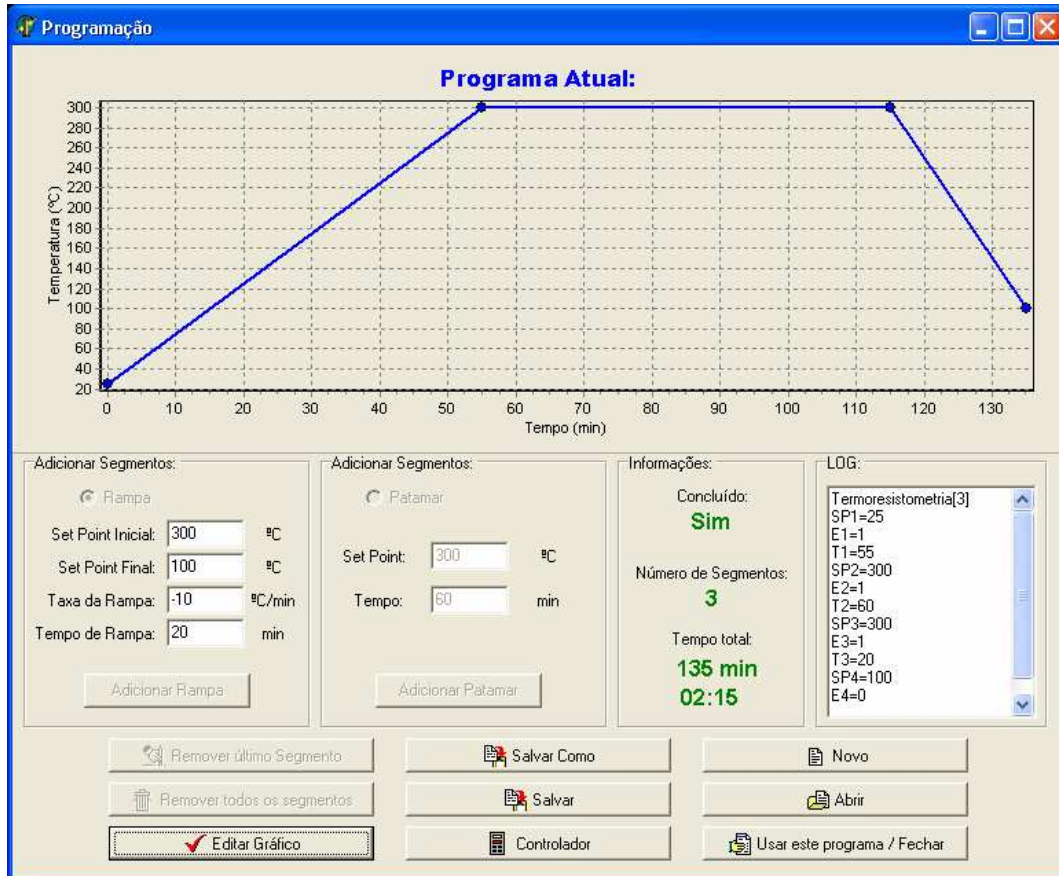 Programação
Programa Atual:
Temperatura (ºC)
300
280
260
240
220
200
180
160
140
120
100
80
60
40
20
0 10 20 30 40 50 60 70 80 90 100 110 120 130
Tempo (min)
Adicionar Segmentos:
Rampa
Set Point Inicial: 300 ºC
Set Point Final: 100 ºC
Taxa da Rampa: -10 ºC/min
Tempo de Rampa: 20 min
Adicionar Rampa
Adicionar Segmentos:
Patamar
Set Point: 300 ºC
Tempo: 60 min
Adicionar Patamar
Informações:
Concluído:
Sim
Número de Segmentos:
3
Tempo total:
135 min
02:15
LOG:
Termoresistometria[3]
SP1=25
E1=1
T1=55
SP2=300
E2=1
T2=60
SP3=300
E3=1
T3=20
SP4=100
E4=0
Remover último Segmento
Salvar Como
Novo
Remover todos os segmentos
Salvar
Abrir
Editar Gráfico
Controlador
Usar este programa / Fechar